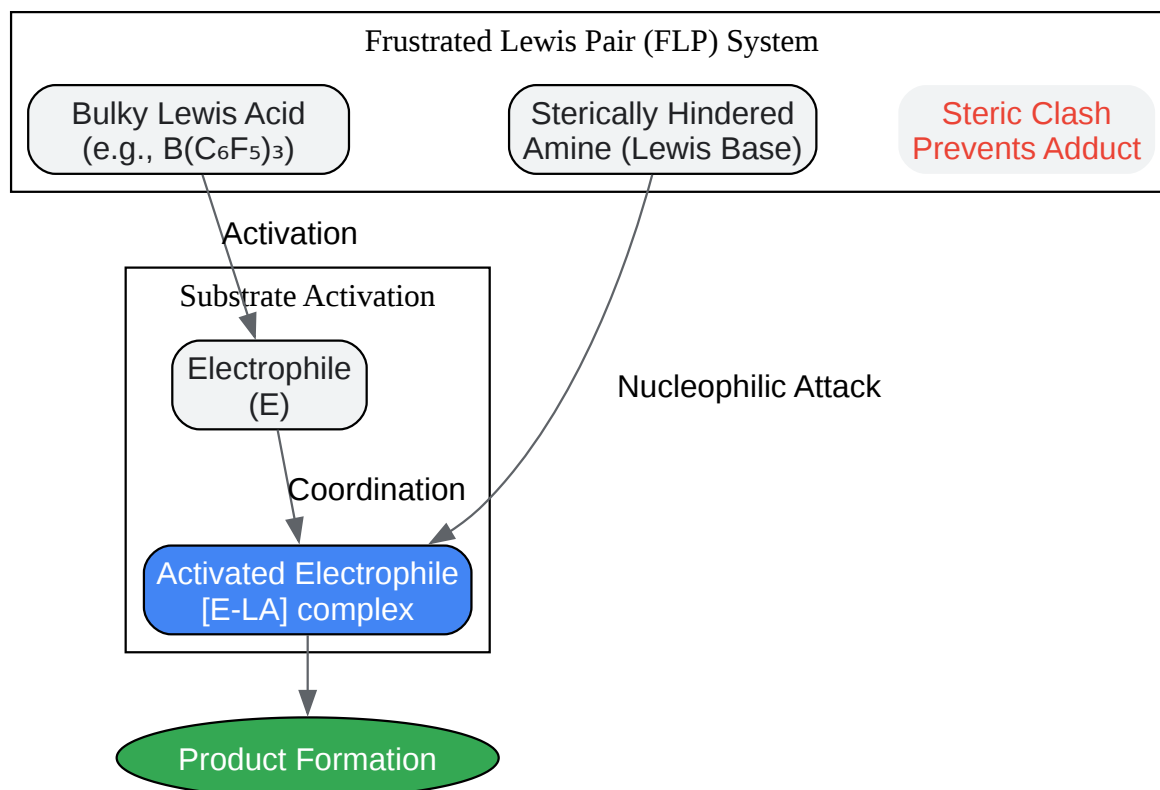 Frustrated Lewis Pair (FLP) System
Bulky Lewis Acid
(e.g., B(C₆F₅)₃)
Sterically Hindered
Amine (Lewis Base)
Steric Clash
Prevents Adduct
Activation
Substrate Activation
Electrophile
(E)
Nucleophilic Attack
Coordination
Activated Electrophile
[E-LA] complex
Product Formation